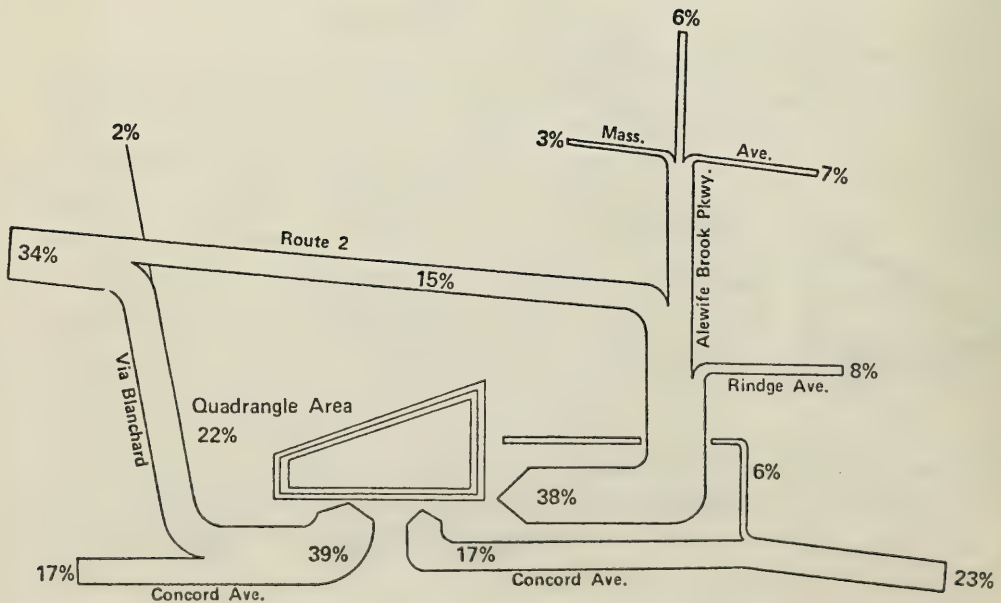 6%
2%
3%
Mass.
Ave.
7%
Alewife Brook Pkwy.
34%
Route 2
15%
Via Blanchard
8%
Rindge Ave.
Quadrangle Area
22%
6%
38%
39%
17%
17%
Concord Ave.
Concord Ave.
23%